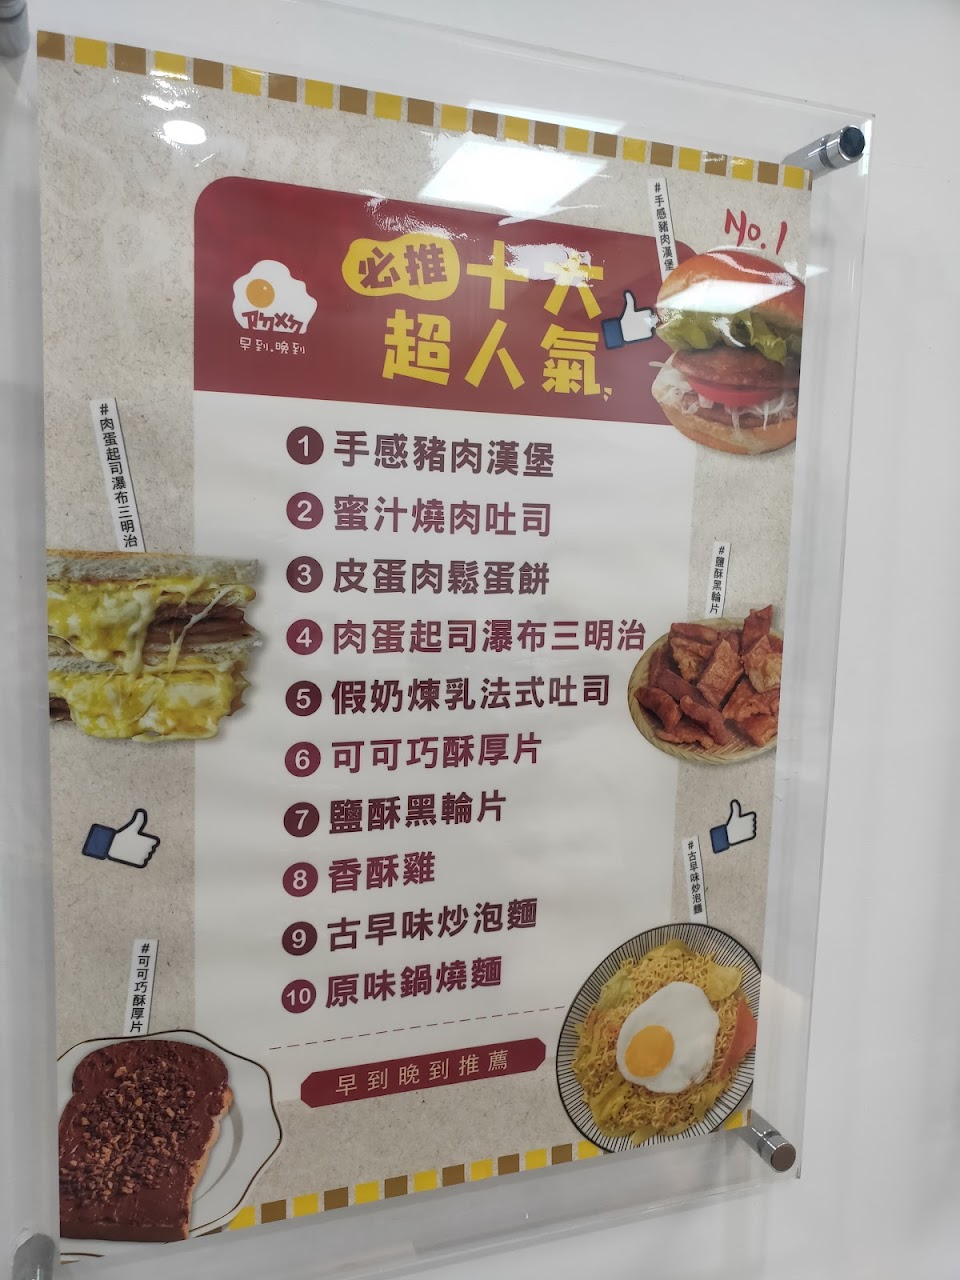 #手感豬肉漢堡
No.1
必推 十大
超人氣
早到.晚到
#肉蛋起司瀑布三明治
1 手感豬肉漢堡
2 蜜汁燒肉吐司
3 皮蛋肉鬆蛋餅
4 肉蛋起司瀑布三明治
5 假奶煉乳法式吐司
6 可可巧酥厚片
7 鹽酥黑輪片
8 香酥雞
9 古早味炒泡麵
10 原味鍋燒麵
#鹽酥黑輪片
#古早味炒泡麵
#可可巧酥厚片
早到晚到推薦